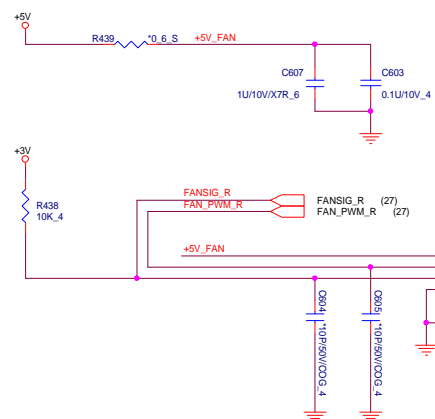 +5V
R439
*0_6_S
+5V_FAN
C607
1U/10V/X7R_6
C603
0.1U/10V_4
+3V
R438
10K_4
FANSIG_R
FANSIG_R (27)
FAN_PWM_R
FAN_PWM_R (27)
+5V_FAN
C604
*10P/50V/COG_4
C605
*10P/50V/COG_4